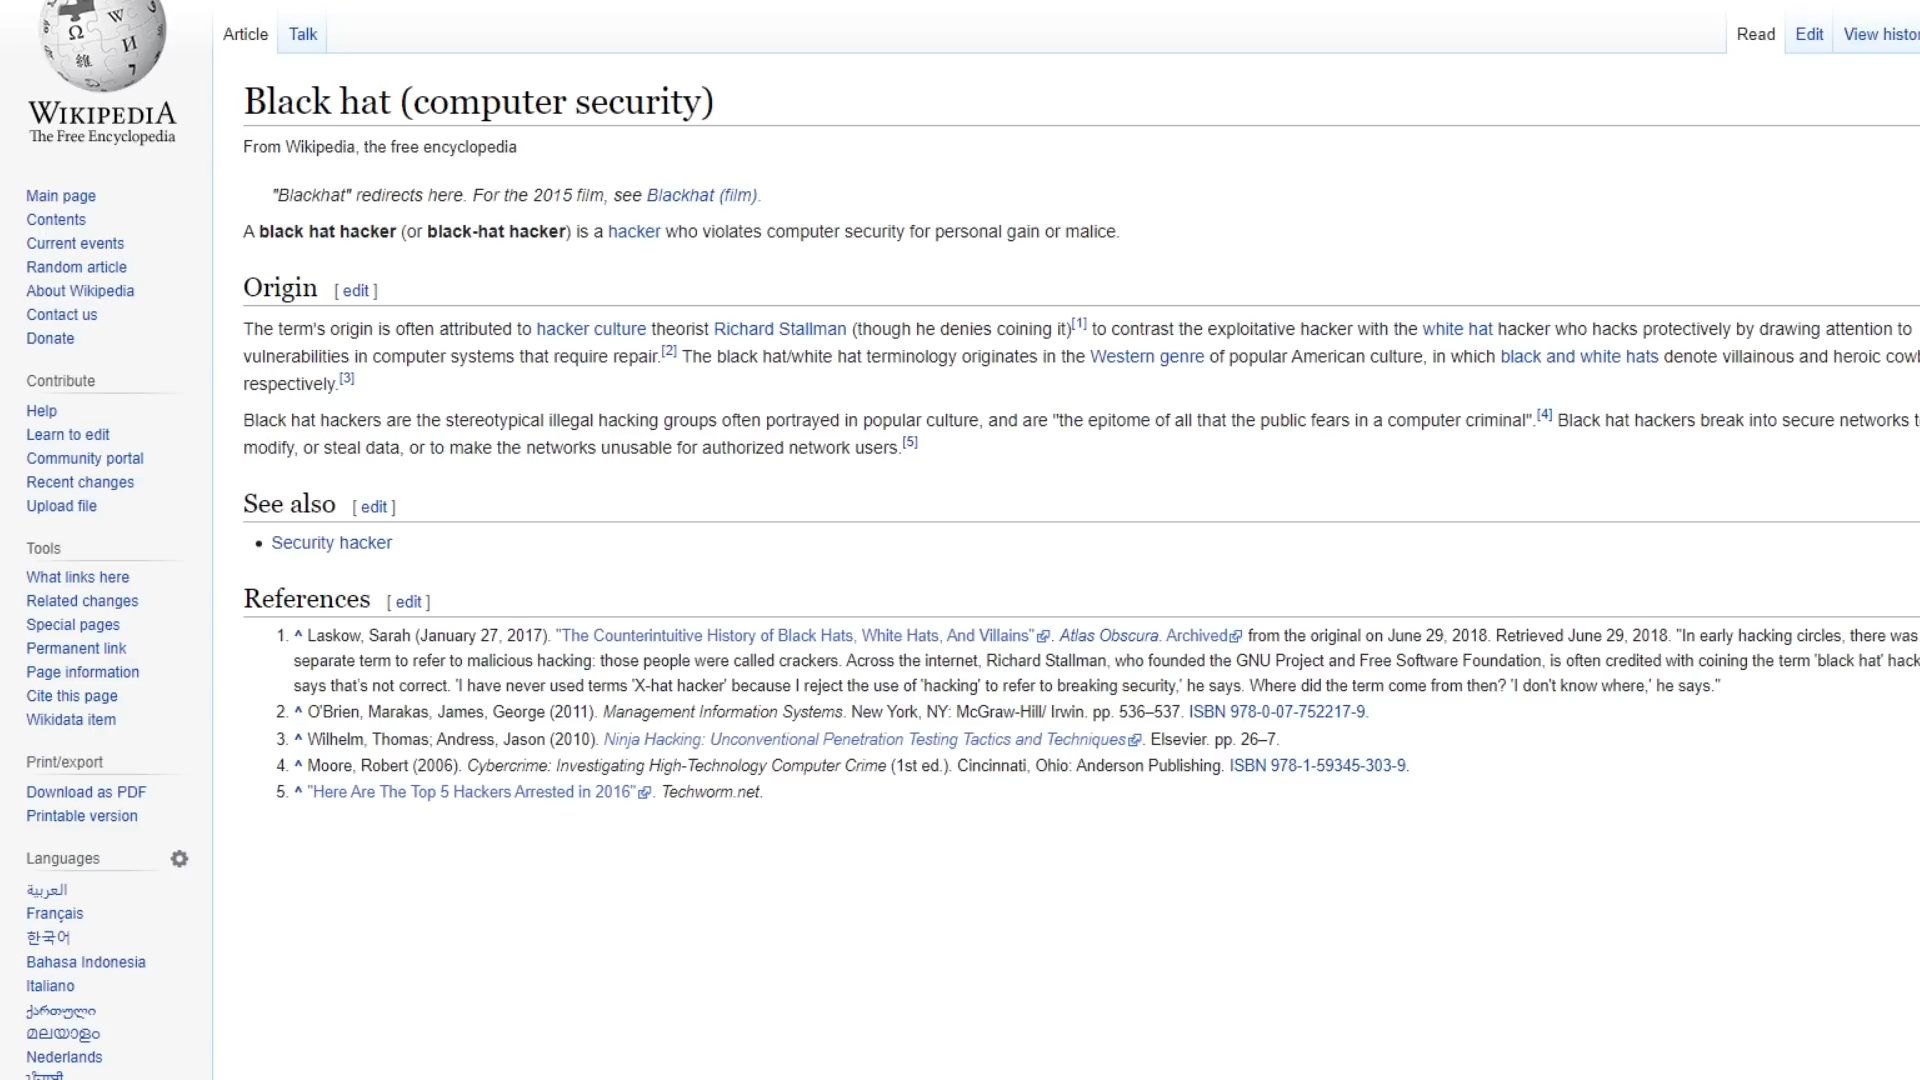 WIKIPEDIA
The Free Encyclopedia
Main page
Contents
Current events
Random article
About Wikipedia
Contact us
Donate
Contribute
Help
Learn to edit
Community portal
Recent changes
Upload file
Tools
What links here
Related changes
Special pages
Permanent link
Page information
Cite this page
Wikidata item
Print/export
Download as PDF
Printable version
Languages
العربية
Français
한국어
Bahasa Indonesia
Italiano
ქართული
മലയാളം
Nederlands
Article Talk
Read Edit View
Black hat (computer security)
From Wikipedia, the free encyclopedia
"Blackhat" redirects here. For the 2015 film, see Blackhat (film).
A black hat hacker (or black-hat hacker) is a hacker who violates computer security for personal gain or malice.
Origin [ edit ]
The term's origin is often attributed to hacker culture theorist Richard Stallman (though he denies coining it)[1] to contrast the exploitative hacker with the white hat hacker who hacks protectively by drawing attention to
vulnerabilities in computer systems that require repair.[2] The black hat/white hat terminology originates in the Western genre of popular American culture, in which black and white hats denote villainous and heroic
respectively.[3]
Black hat hackers are the stereotypical illegal hacking groups often portrayed in popular culture, and are "the epitome of all that the public fears in a computer criminal".[4] Black hat hackers break into secure networks
modify, or steal data, or to make the networks unusable for authorized network users.[5]
See also [ edit ]
• Security hacker
References [ edit ]
1. ^ Laskow, Sarah (January 27, 2017). "The Counterintuitive History of Black Hats, White Hats, And Villains". Atlas Obscura. Archived from the original on June 29, 2018. Retrieved June 29, 2018. "In early hacking circles, there was
separate term to refer to malicious hacking: those people were called crackers. Across the internet, Richard Stallman, who founded the GNU Project and Free Software Foundation, is often credited with coining the term 'black hat'
says that's not correct. 'I have never used terms 'X-hat hacker' because I reject the use of 'hacking' to refer to breaking security,' he says. Where did the term come from then? 'I don't know where,' he says."
2. ^ O'Brien, Marakas, James, George (2011). Management Information Systems. New York, NY: McGraw-Hill/ Irwin. pp. 536–537. ISBN 978-0-07-752217-9.
3. ^ Wilhelm, Thomas; Andress, Jason (2010). Ninja Hacking: Unconventional Penetration Testing Tactics and Techniques. Elsevier. pp. 26–7.
4. ^ Moore, Robert (2006). Cybercrime: Investigating High-Technology Computer Crime (1st ed.). Cincinnati, Ohio: Anderson Publishing. ISBN 978-1-59345-303-9.
5. ^ "Here Are The Top 5 Hackers Arrested in 2016". Techworm.net.